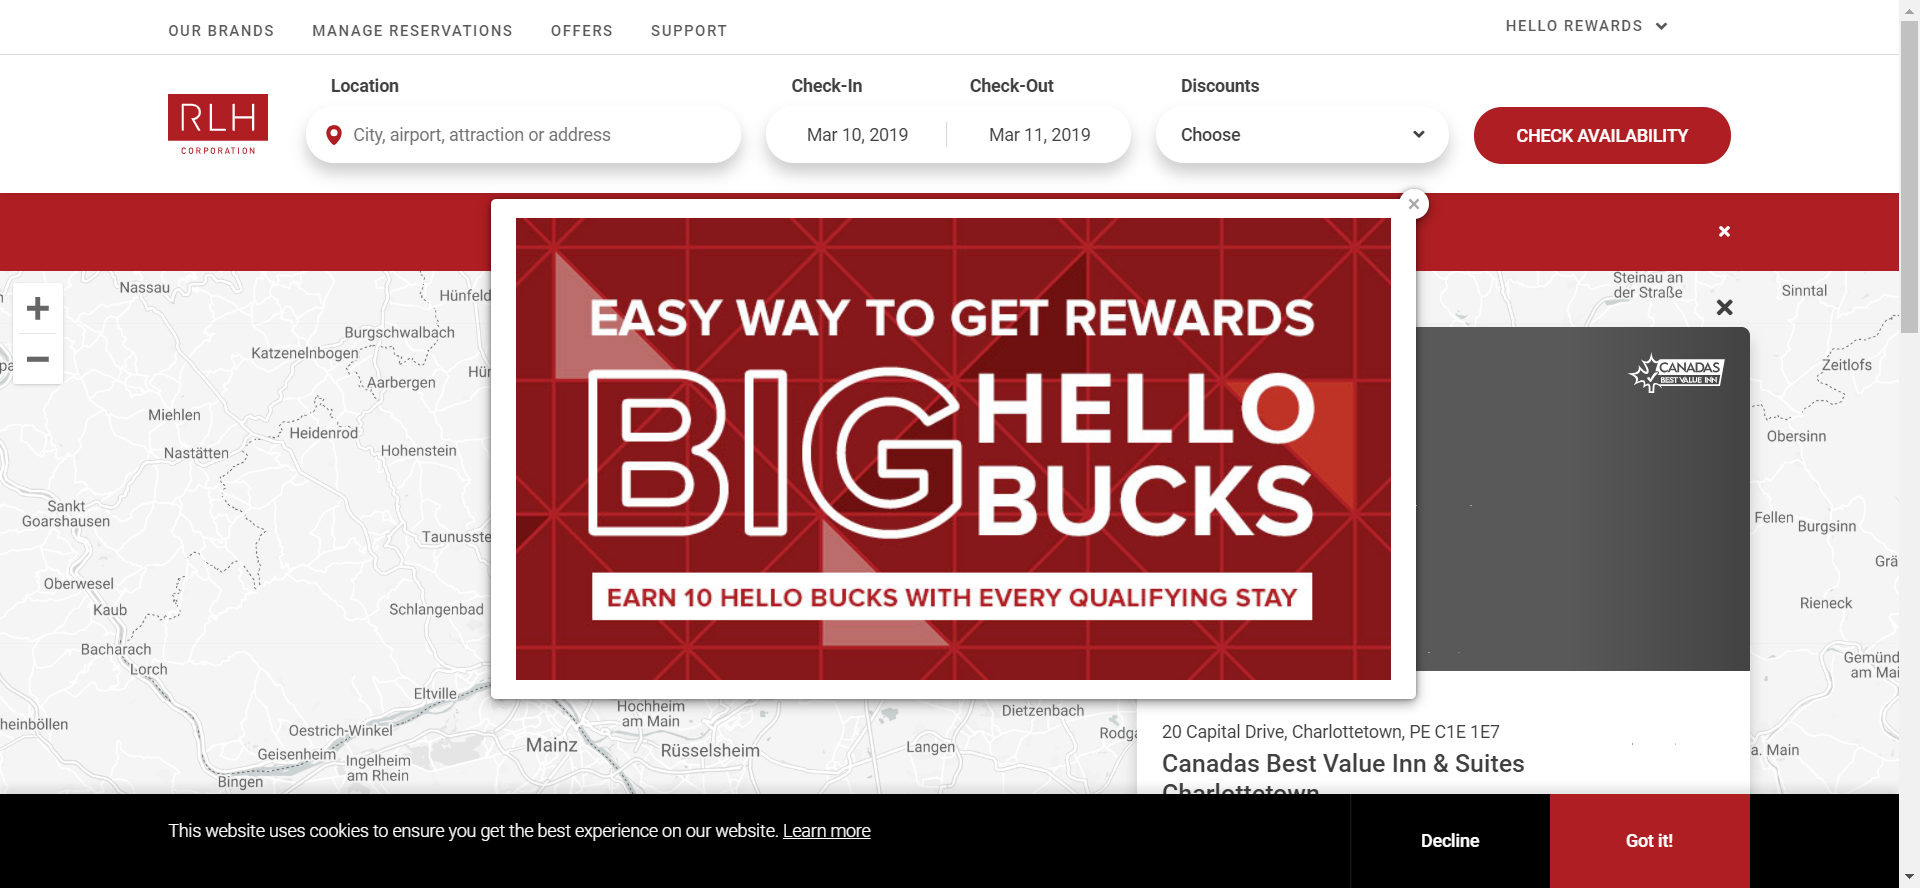 OUR BRANDS
MANAGE RESERVATIONS
OFFERS
SUPPORT
HELLO REWARDS
RLH
CORPORATION
Location
City, airport, attraction or address
Check-In
Check-Out
Mar 10, 2019
Mar 11, 2019
Discounts
Choose
CHECK AVAILABILITY
EASY WAY TO GET REWARDS
BIG HELLO
BUCKS
EARN 10 HELLO BUCKS WITH EVERY QUALIFYING STAY
Nassau
Hünfeld
Burgschwalbach
Katzenelnbogen
Aarbergen
Miehlen
Heidenrod
Nastätten
Hohenstein
Sankt
Goarshausen
Taunusste
Oberwesel
Kaub
Schlangenbad
Bacharach
Lorch
Eltville
heinböllen
Oestrich-Winkel
Geisenheim
Ingelheim
am Rhein
Bingen
Mainz
Hochheim
am Main
Rüsselsheim
Langen
Dietzenbach
Rodga
Steinau an
der Straße
Sinntal
Zeitlofs
Obersinn
Fellen
Burgsinn
Grä
Rieneck
Gemünd
am Mai
a. Main
CANADAS
BEST VALUE INN
20 Capital Drive, Charlottetown, PE C1E 1E7
Canadas Best Value Inn & Suites
Charlottetown
This website uses cookies to ensure you get the best experience on our website. Learn more
Decline
Got it!